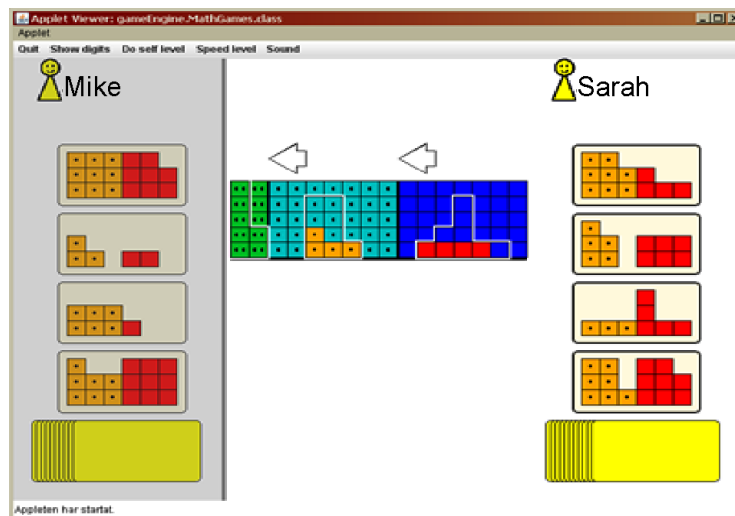 Applet Viewer: gameEngine.MathGames.class
Applet
Quit Show digits Do self level Speed level Sound
Mike Sarah
Appleten har startat.